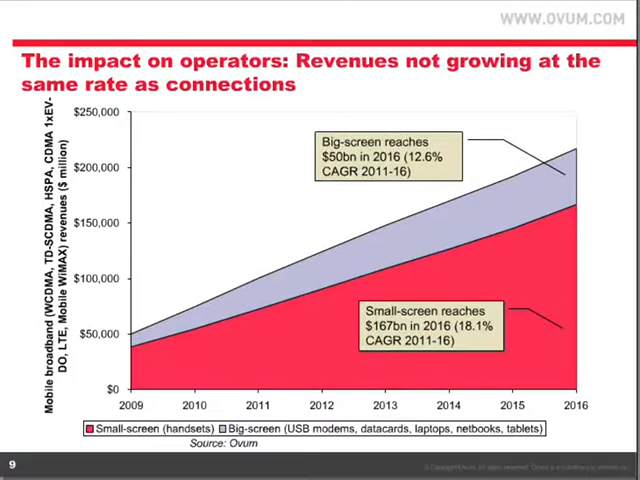 WWW.OVUM.COM
The impact on operators: Revenues not growing at the
same rate as connections
Mobile broadband (WCDMA, TD-SCDMA, HSPA, CDMA 1xEV-
DO, LTE, Mobile WiMAX) revenues ($ million)
$250,000
$200,000
$150,000
$100,000
$50,000
$0
Big-screen reaches
$50bn in 2016 (12.6%
CAGR 2011-16)
Small-screen reaches
$167bn in 2016 (18.1%
CAGR 2011-16)
2009 2010 2011 2012 2013 2014 2015 2016
Small-screen (handsets) Big-screen (USB modems, datacards, laptops, netbooks, tablets)
Source: Ovum
9